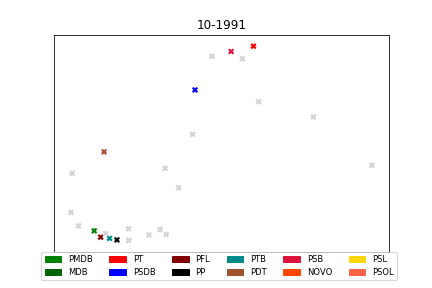 10-1991
PMDB PT PFL PTB PSB PSL
MDB PSDB PP PDT NOVO PSOL